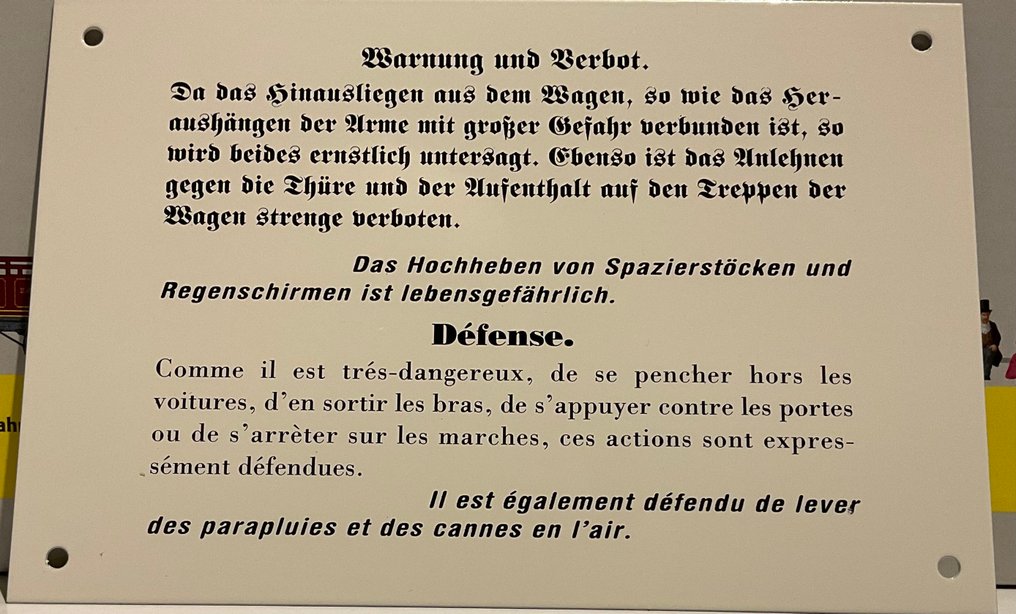 Warnung und Verbot.
Da das Hinausliegen aus dem Wagen, so wie das Her-
aushängen der Arme mit großer Gefahr verbunden ist, so
wird beides ernstlich untersagt. Ebenso ist das Anlehnen
gegen die Thüre und der Aufenthalt auf den Treppen der
Wagen strenge verboten.
Das Hochheben von Spazierstöcken und
Regenschirmen ist lebensgefährlich.
Défense.
Comme il est trés-dangereux, de se pencher hors les
voitures, d'en sortir les bras, de s'appuyer contre les portes
ou de s'arrèter sur les marches, ces actions sont expres-
sément défendues.
Il est également défendu de lever
des parapluies et des cannes en l'air.